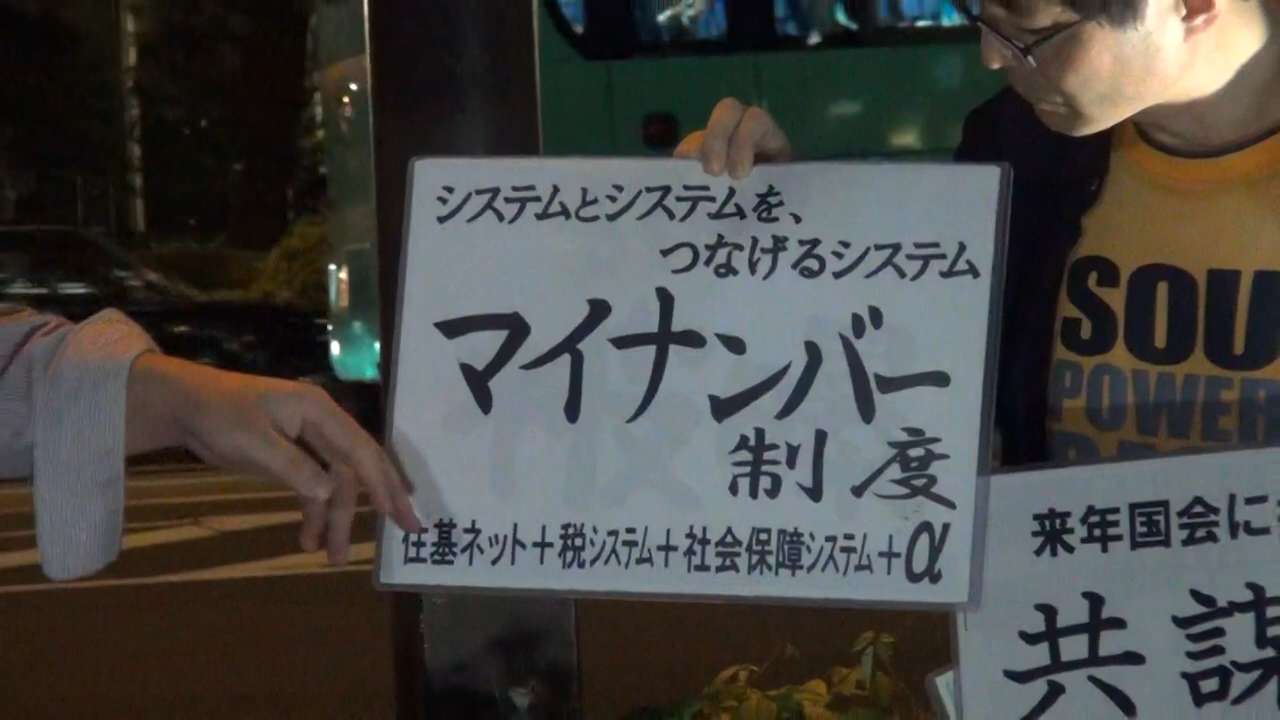 システムとシステムを、
つなげるシステム
マイナンバー
制度
住基ネット+税システム+社会保障システム+α
SOU
POWER
来年国会に
共謀